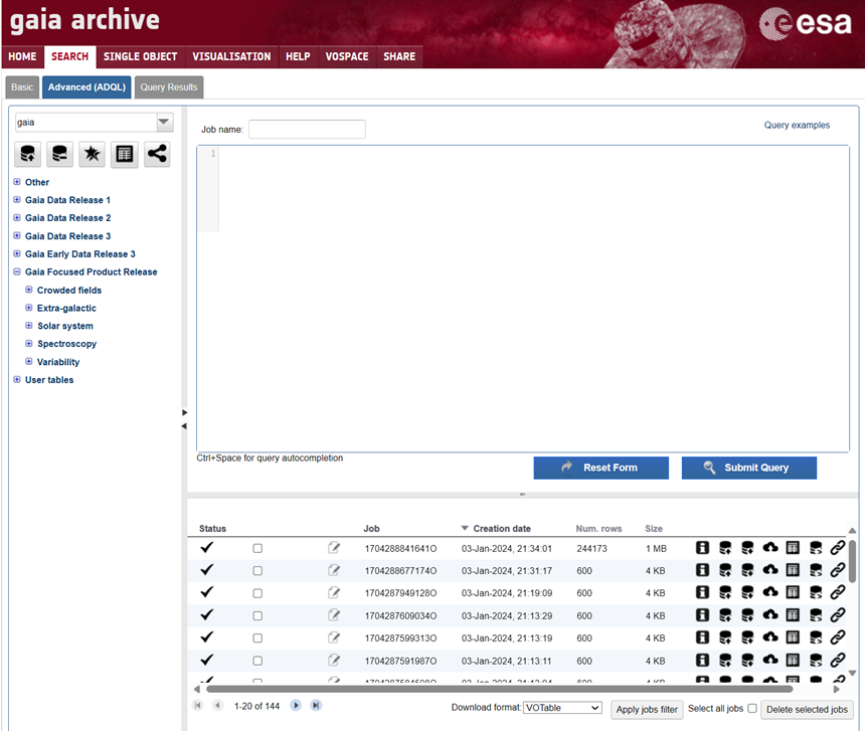 gaia archive
esa
HOME SEARCH SINGLE OBJECT VISUALISATION HELP VOSPACE SHARE
Basic Advanced (ADQL) Query Results
gaia
Job name:
Query examples
1
Other
Gaia Data Release 1
Gaia Data Release 2
Gaia Data Release 3
Gaia Early Data Release 3
Gaia Focused Product Release
Crowded fields
Extra-galactic
Solar system
Spectroscopy
Variability
User tables
Ctrl+Space for query autocompletion
Reset Form Submit Query
Status Job Creation date Num. rows Size
1704288841641O 03-Jan-2024, 21:34:01 244173 1 MB
1704288677174O 03-Jan-2024, 21:31:17 600 4 KB
1704287949128O 03-Jan-2024, 21:19:09 600 4 KB
1704287609034O 03-Jan-2024, 21:13:29 600 4 KB
1704287599313O 03-Jan-2024, 21:13:19 600 4 KB
1704287591987O 03-Jan-2024, 21:13:11 600 4 KB
1-20 of 144
Download format: VOTable Apply jobs filter Select all jobs Delete selected jobs